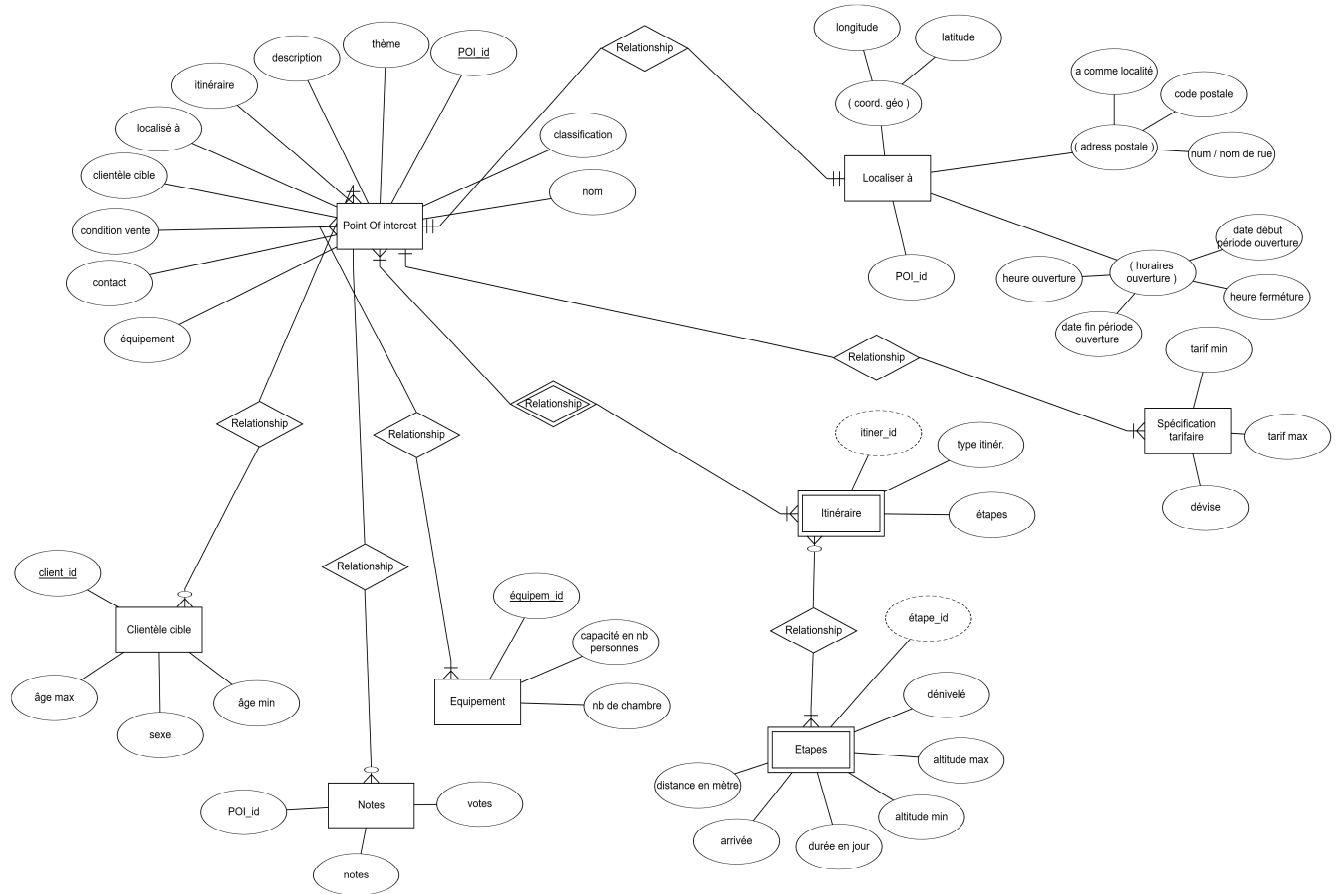 longitude
latitude
thème
POI_id
description
Relationship
itinéraire
a comme localité
code postale
( coord. géo )
localisé à
classification
( adress postale )
num / nom de rue
clientèle cible
Localiser à
nom
condition vente
Point Of interest
date début
période ouverture
contact
POI_id
( horaires
ouverture )
heure ouverture
heure ferméture
date fin période
ouverture
équipement
tarif min
Relationship
Relationship
Relationship
Relationship
itiner_id
type itinér.
Spécification
tarifaire
tarif max
Itinéraire
étapes
dévise
Relationship
client_id
équipem_id
étape_id
Clientèle cible
Relationship
capacité en nb
personnes
âge max
âge min
Equipement
nb de chambre
dénivelé
sexe
Etapes
altitude max
distance en mètre
POI_id
Notes
votes
altitude min
arrivée
durée en jour
notes